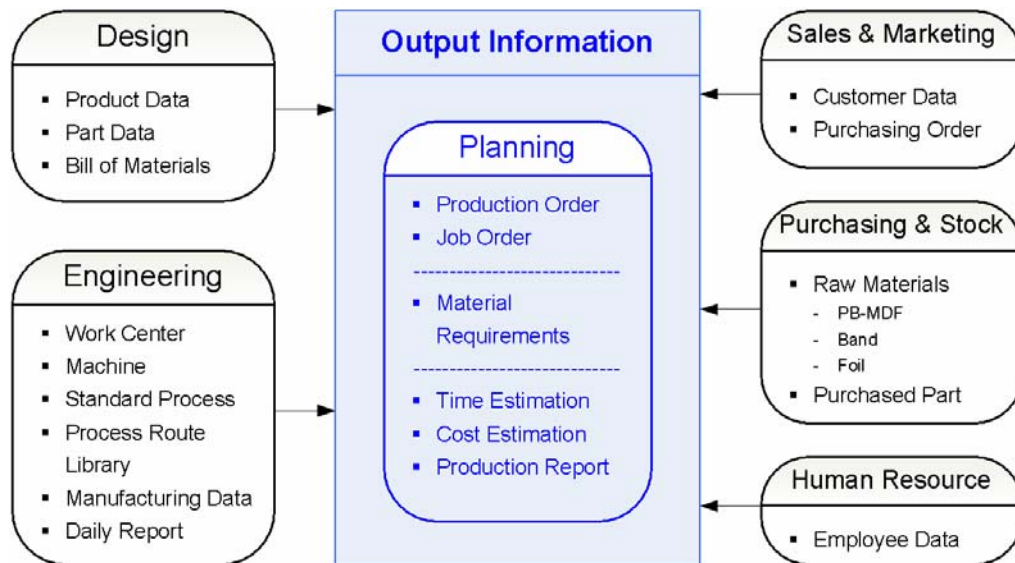 Design
Product Data
Part Data
Bill of Materials
Engineering
Work Center
Machine
Standard Process
Process Route
Library
Manufacturing Data
Daily Report
Output Information
Planning
Production Order
Job Order
Material
Requirements
Time Estimation
Cost Estimation
Production Report
Sales & Marketing
Customer Data
Purchasing Order
Purchasing & Stock
Raw Materials
- PB-MDF
- Band
- Foil
Purchased Part
Human Resource
Employee Data